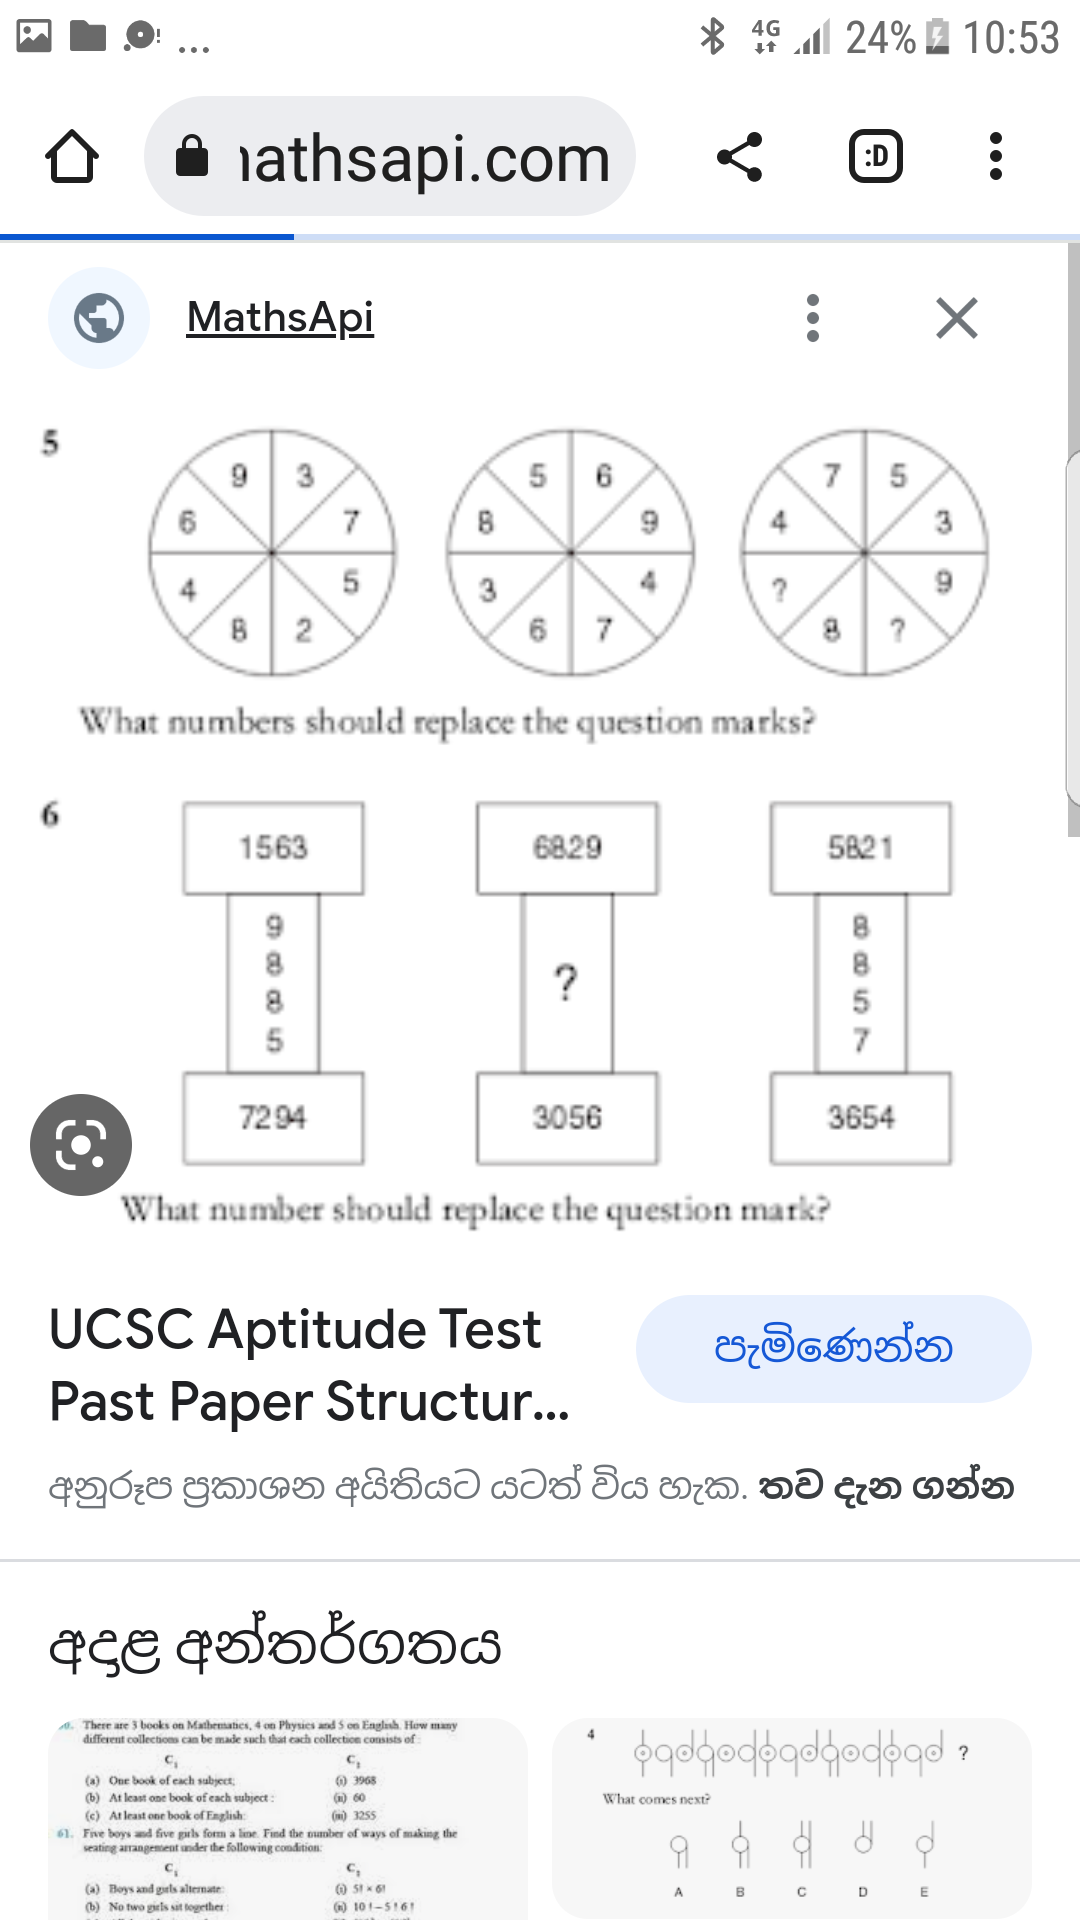 ... 4G 24% 10:53
athsapi.com :D
MathsApi
5
9 3 5 6 7 5
6 7 8 9 4 3
4 5 3 4 ? 9
8 2 6 7 8 ?
What numbers should replace the question marks?
6
1563 6829 5821
9 8
8 8
? 
8 5
5 7
7294 3056 3654
What number should replace the question mark?
UCSC Aptitude Test
Past Paper Structur...
පැමිණෙන්න
අනුරූප ප්‍රකාශන අයිතියට යටත් විය හැක. තව දැන ගන්න
අදාළ අන්තර්ගතය
There are 3 books on Mathematics, 4 on Physics and 5 on English. How many
different collections can be made such that each collection consists of :
C₁ C₂
(a) One book of each subject; (i) 3968
(b) At least one book of each subject : (ii) 60
(c) At least one book of English: (iii) 3255
61. Five boys and five girls form a line. Find the number of ways of making the
seating arrangement under the following condition:
C₁ C₂
(a) Boys and girls alternate: (i) 5! × 6!
(b) No two girls sit together : (ii) 10 ! – 5 ! 6 !
4
?
What comes next?
A B C D E